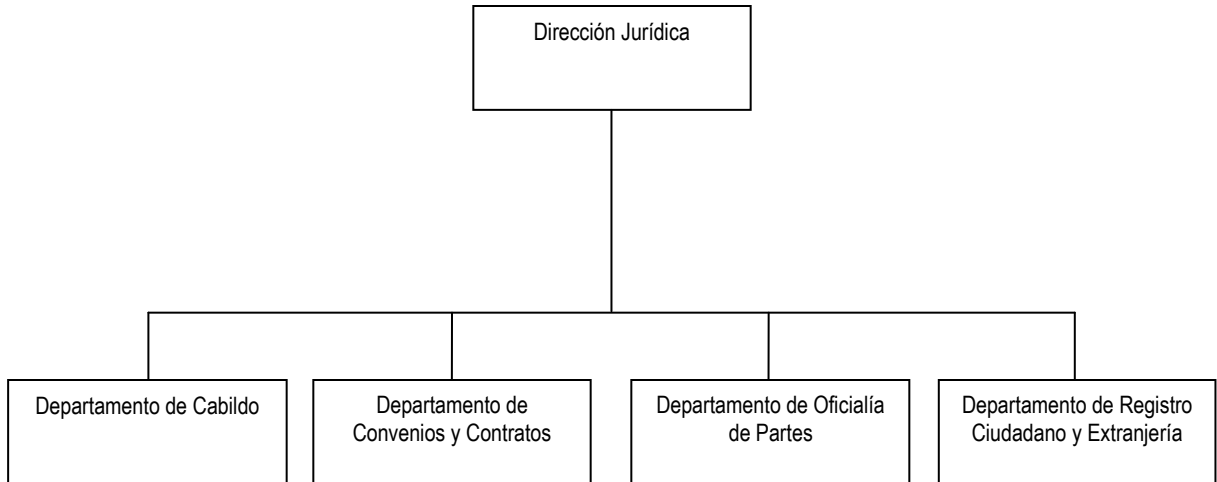 Dirección Jurídica
Departamento de Cabildo
Departamento de
Convenios y Contratos
Departamento de Oficialía
de Partes
Departamento de Registro
Ciudadano y Extranjería